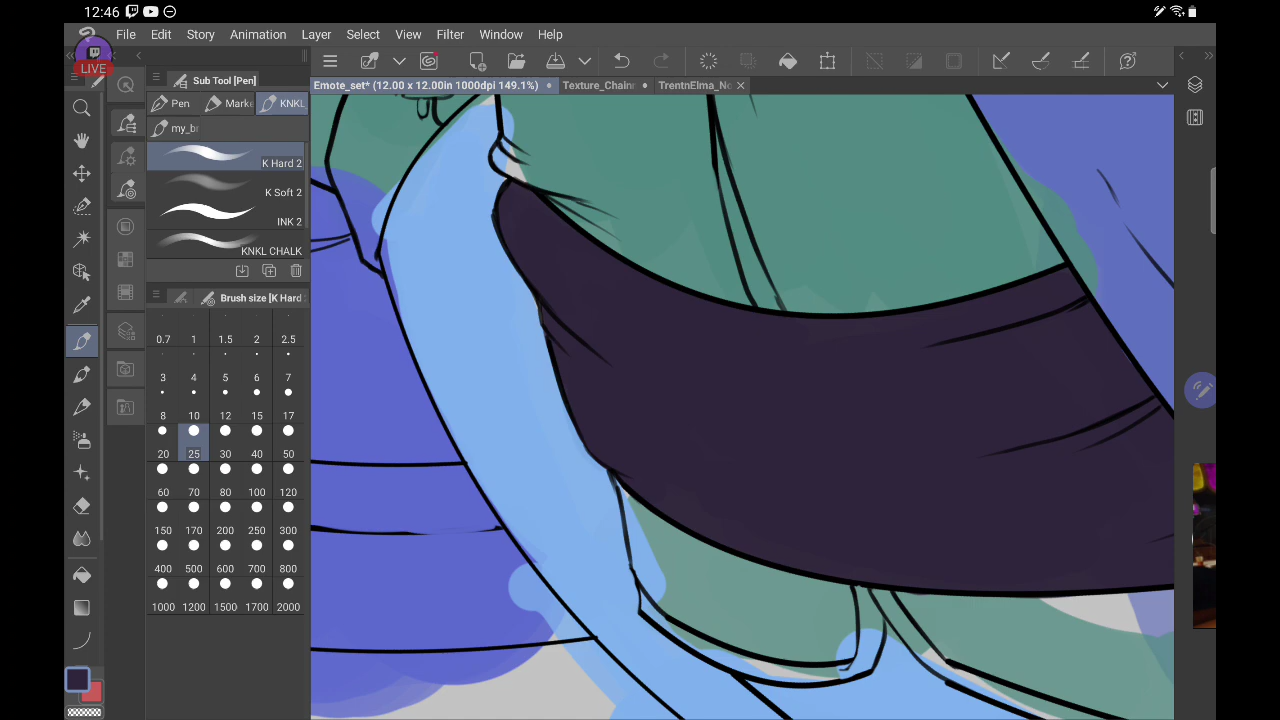 12:46
File Edit Story Animation Layer Select View Filter Window Help
LIVE
Sub Tool [Pen]
Emote_set* (12.00 x 12.00in 1000dpi 149.1%)
Texture_Chain
TrentnElma_No
Pen Marke KNKL
my_br
K Hard 2
K Soft 2
INK 2
KNKL CHALK
Brush size [K Hard
0.7 1 1.5 2 2.5
3 4 5 6 7
8 10 12 15 17
20 25 30 40 50
60 70 80 100 120
150 170 200 250 300
400 500 600 700 800
1000 1200 1500 1700 2000